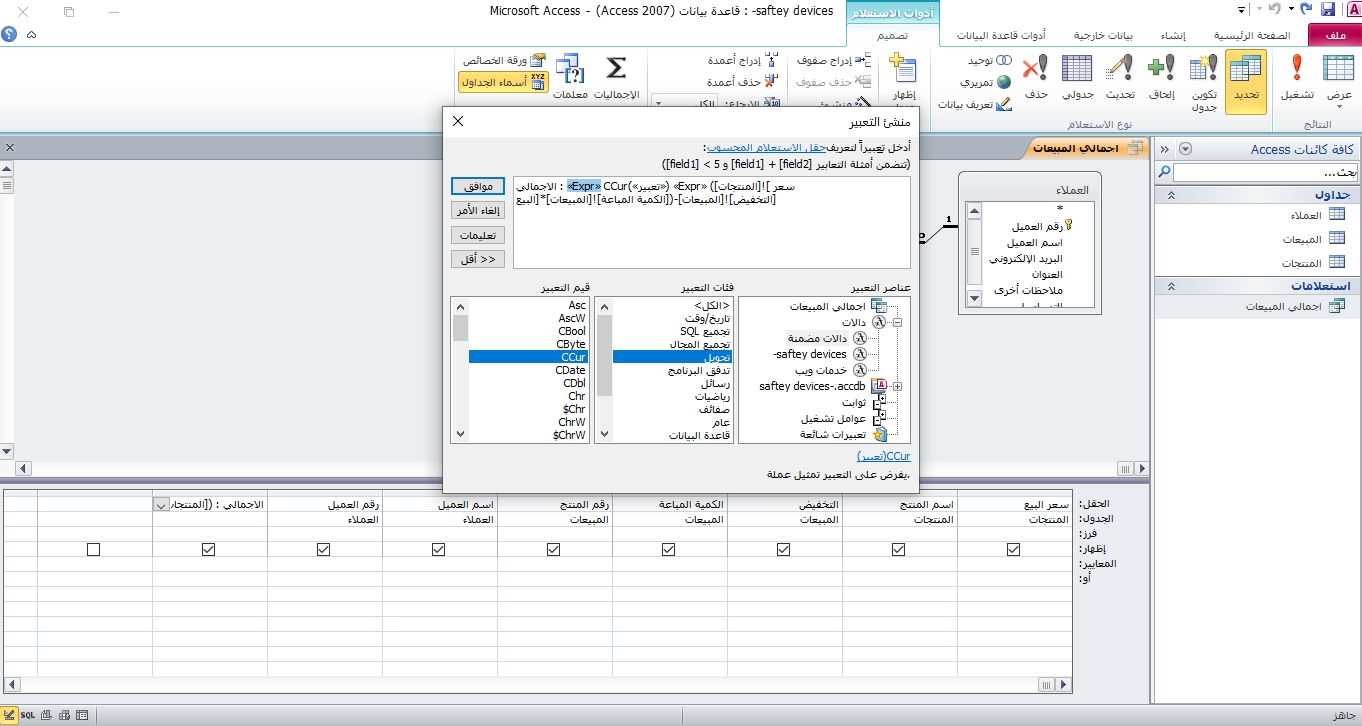 saftey devices- : قاعدة بيانات (Access 2007) - Microsoft Access
أدوات الاستعلام
ملف
الصفحة الرئيسية
إنشاء
بيانات خارجية
أدوات قاعدة البيانات
تصميم
عرض
تشغيل
النتائج
تحديد
تكوين جدول
إلحاق
تحديث
جدولي
حذف
توحيد
تمريري
تعريف بيانات
نوع الاستعلام
إظهار
إدراج صفوف
حذف صفوف
منشئ
إدراج أعمدة
حذف أعمدة
الإرجاع: الكل
الإجماليات
معلمات
ورقة الخصائص
أسماء الجداول
كافة كائنات Access
بحث...
جداول
العملاء
المبيعات
المنتجات
استعلامات
اجمالي المبيعات
اجمالي المبيعات
العملاء
*
رقم العميل
اسم العميل
البريد الإلكتروني
العنوان
ملاحظات أخرى
1
منشئ التعبير
أدخل تعبيراً لتعريف حقل الاستعلام المحسوب:
(تتضمن أمثلة التعابير [field1] + [field2] و [field1] < 5)
الاجمالي : «Expr» CCur(«تعبير») «Expr» ([المنتجات]![سعر
البيع]*[المبيعات]![الكمية المباعة])-[المبيعات]![التخفيض]
موافق
إلغاء الأمر
تعليمات
<< أقل
عناصر التعبير
اجمالي المبيعات
دالات
دالات مضمنة
saftey devices-
خدمات ويب
saftey devices-.accdb
ثوابت
عوامل تشغيل
تعبيرات شائعة
فئات التعبير
<الكل>
تاريخ/وقت
تجميع SQL
تجميع المجال
تحويل
تدفق البرنامج
رسائل
رياضيات
صفائف
عام
قاعدة البيانات
قيم التعبير
Asc
AscW
CBool
CByte
CCur
CDate
CDbl
Chr
Chr$
ChrW
ChrW$
CCur(تعبير)
يفرض على التعبير تمثيل عملة.
الحقل: سعر البيع اسم المنتج التخفيض الكمية المباعة رقم المنتج اسم العميل رقم العميل الاجمالي : ([المنتجات
الجدول: المنتجات المنتجات المبيعات المبيعات المبيعات العملاء العملاء
فرز:
إظهار:
المعايير:
أو:
جاهز
SQL